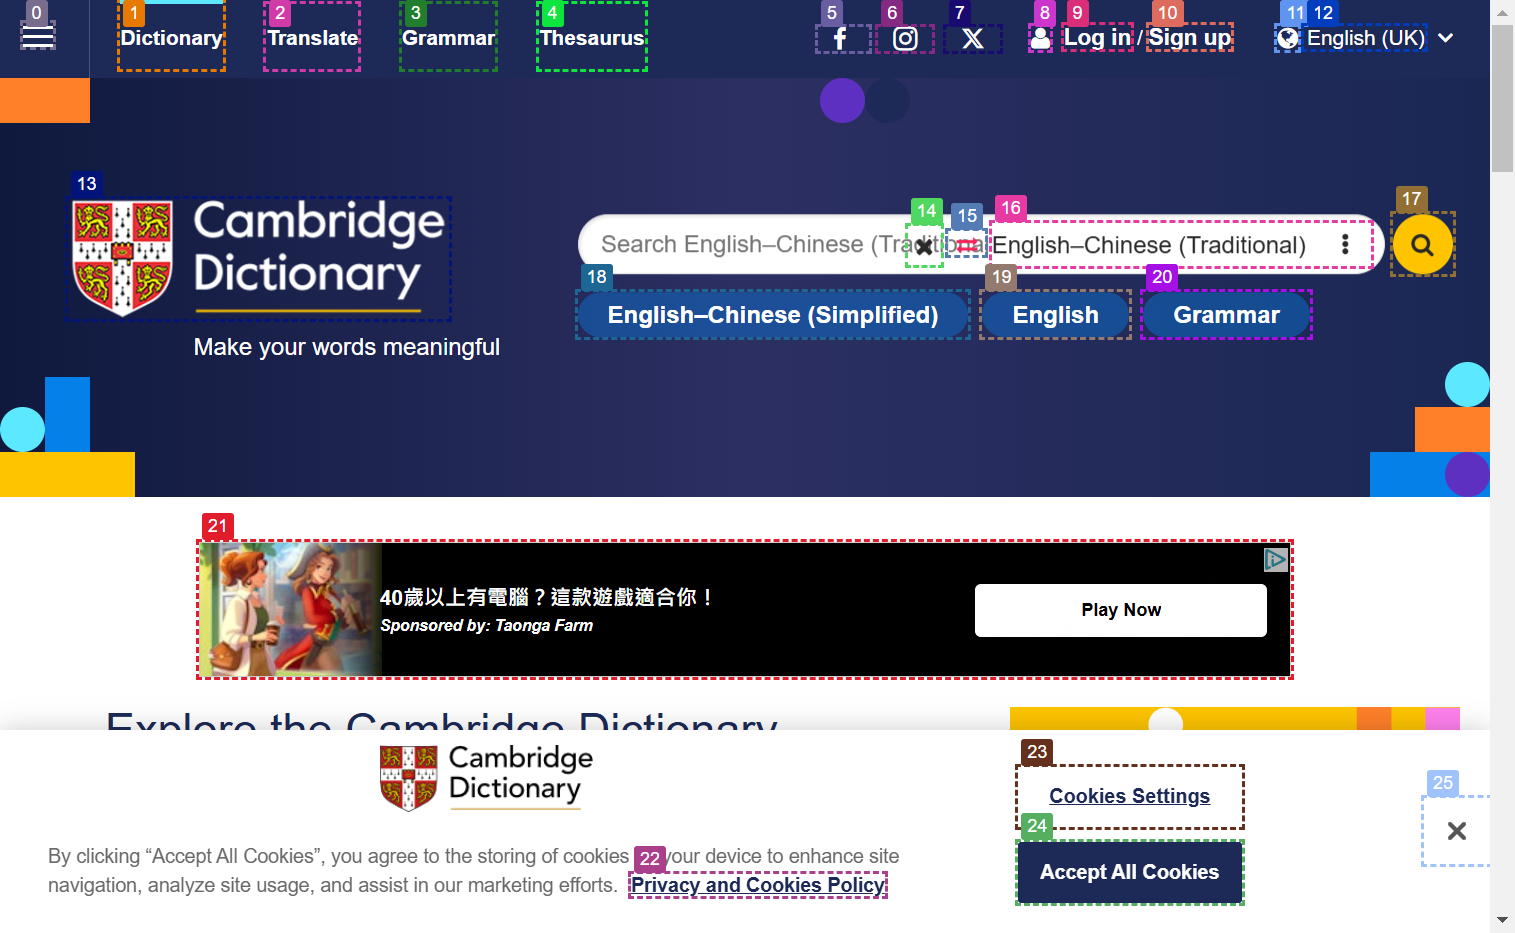 0
1
2
3
4
5
6
7
8
9
10
11
12
Dictionary
Translate
Grammar
Thesaurus
Log in / Sign up
English (UK)
13
Cambridge
Dictionary
Make your words meaningful
14
15
16
17
Search English–Chinese (Traditional
English–Chinese (Traditional)
18
19
20
English–Chinese (Simplified)
English
Grammar
21
40歲以上有電腦？這款遊戲適合你！
Sponsored by: Taonga Farm
Play Now
Explore the Cambridge Dictionary
Cambridge
Dictionary
23
Cookies Settings
24
25
By clicking “Accept All Cookies”, you agree to the storing of cookies 22 your device to enhance site
navigation, analyze site usage, and assist in our marketing efforts. Privacy and Cookies Policy
Accept All Cookies